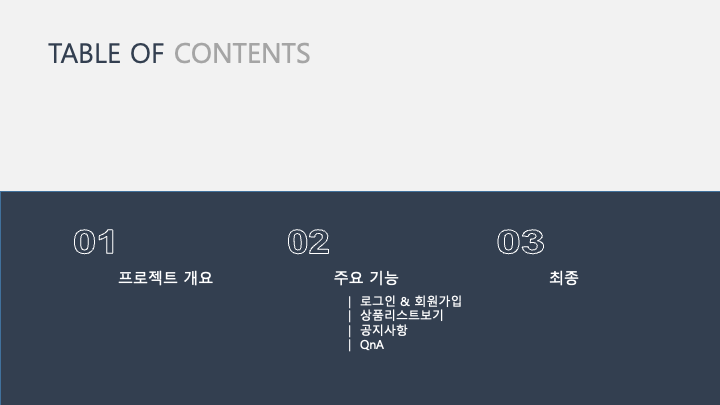 TABLE OF CONTENTS
01
프로젝트 개요
02
주요 기능
| 로그인 & 회원가입
| 상품리스트보기
| 공지사항
| QnA
03
최종